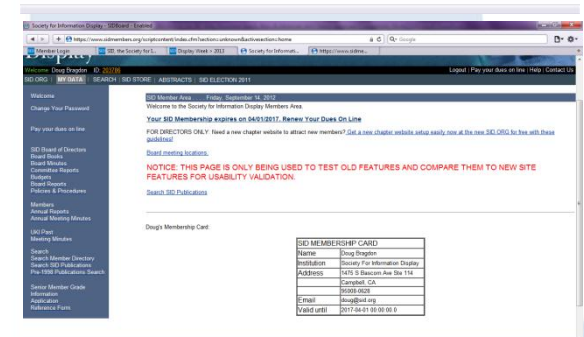 Society for Information Display - SIDBoard - Enabled
https://www.sidmembers.org/scriptcontent/index.cfm?section=unknown&activesection=home
Google
Member Login
SID, the Society for I...
Display Week » 2013
Society for Informati...
https://www.sidme...
Display
Welcome: Doug Bragdon ID: 203785
Logout | Pay your dues on line | Help | Contact Us
SID.ORG | MY DATA | SEARCH | SID STORE | ABSTRACTS | SID ELECTION 2011
Welcome
Change Your Password
Pay your dues on line
SID Board of Directors
Board Books
Board Minutes
Committee Reports
Budgets
Board Reports
Policies & Procedures
Members
Annual Reports
Annual Meeting Minutes
UKI Past
Meeting Minutes
Search
Search Member Directory
Search SID Publications
Pre-1998 Publications Search
Senior Member Grade
Information
Application
Reference Form
SID Member Area Friday, September 14, 2012
Welcome to the Society for Information Display Members Area.
Your SID Membership expires on 04/01/2017. Renew Your Dues On Line
FOR DIRECTORS ONLY: Need a new chapter website to attract new members? Get a new chapter website setup easily now at the new SID.ORG for free with these
guidelines!
Board meeting locations.
NOTICE: THIS PAGE IS ONLY BEING USED TO TEST OLD FEATURES AND COMPARE THEM TO NEW SITE
FEATURES FOR USABILITY VALIDATION.
Search SID Publications
Doug's Membership Card:
SID MEMBERSHIP CARD
Name Doug Bragdon
Institution Society For Information Display
Address 1475 S Bascom Ave Ste 114
Campbell, CA
95008-0628
Email doug@sid.org
Valid until 2017-04-01 00:00:00.0